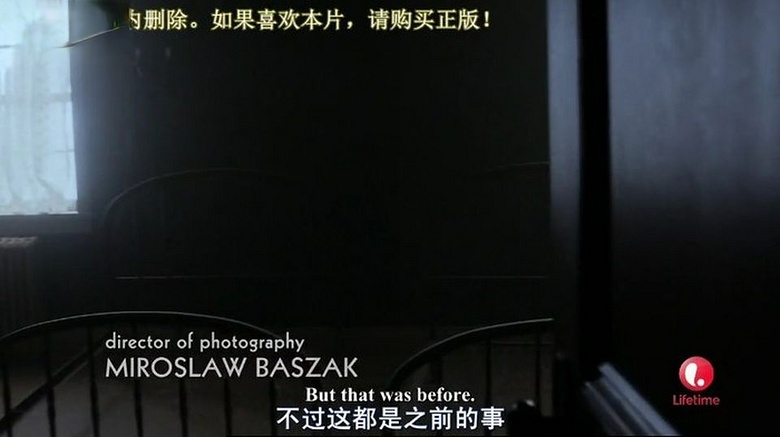 内删除。如果喜欢本片，请购买正版！
director of photography
MIROSLAW BASZAK
But that was before.
不过这都是之前的事
Lifetime